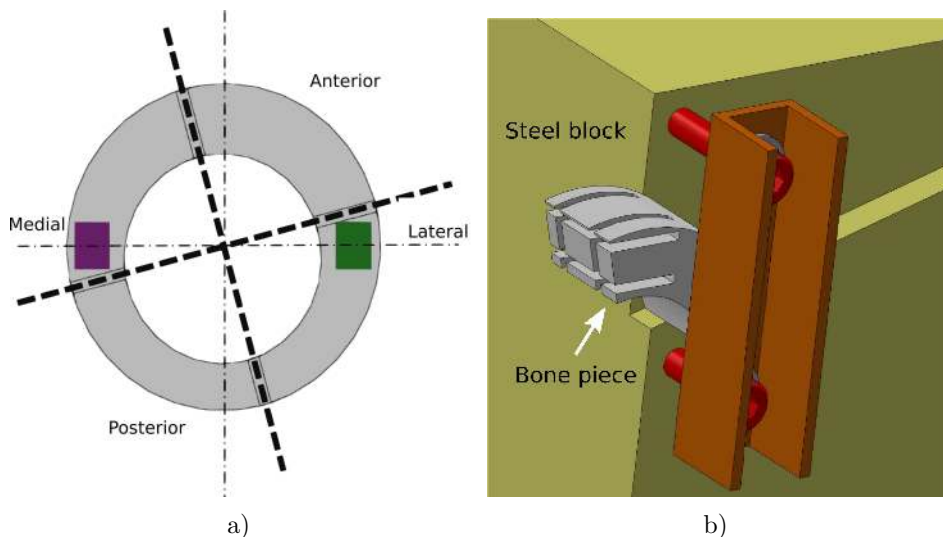 Anterior
Medial
Lateral
Posterior
a)
Steel block
Bone piece
b)